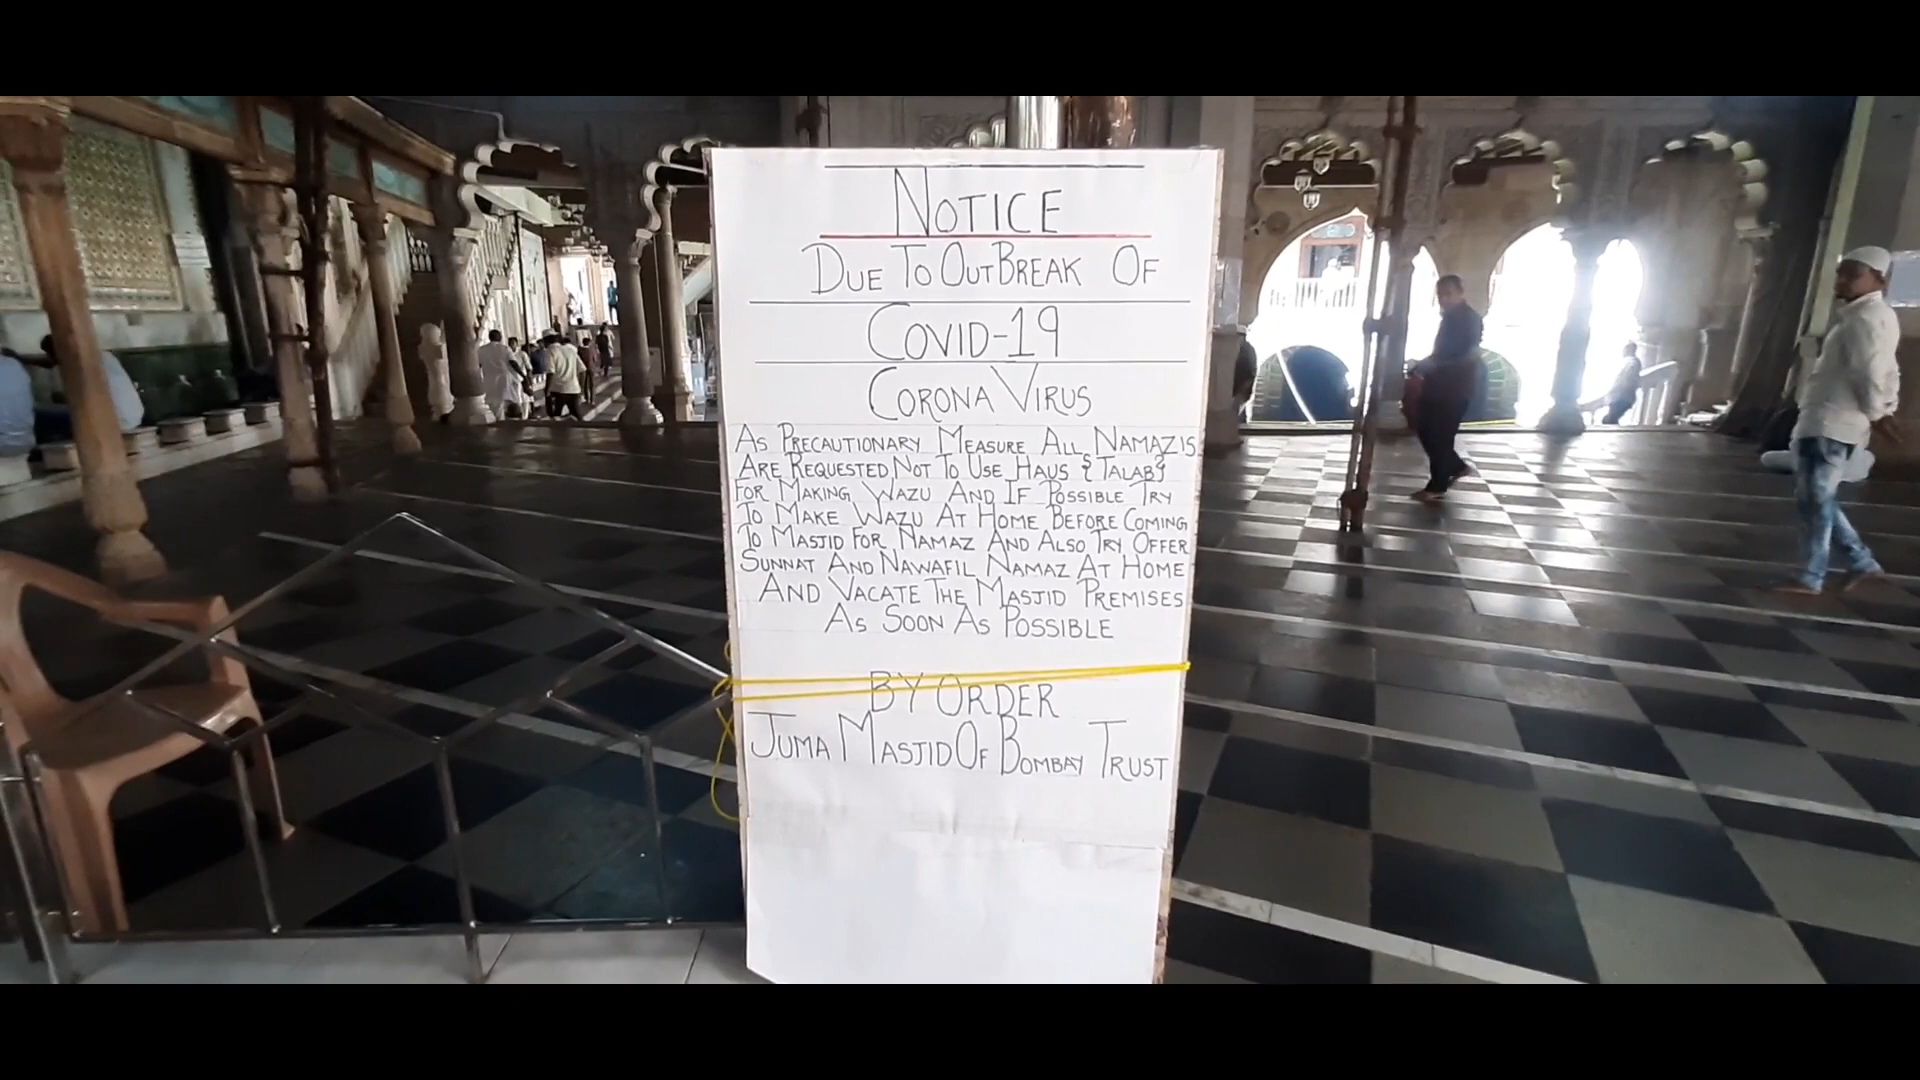 NOTICE
DUE TO OUTBREAK OF
COVID-19
CORONA VIRUS
AS PRECAUTIONARY MEASURE ALL NAMAZIS
ARE REQUESTED NOT TO USE HAUS {TALAB}
FOR MAKING WAZU AND IF POSSIBLE TRY
TO MAKE WAZU AT HOME BEFORE COMING
TO MASJID FOR NAMAZ AND ALSO TRY OFFER
SUNNAT AND NAWAFIL NAMAZ AT HOME
AND VACATE THE MASJID PREMISES
AS SOON AS POSSIBLE
BY ORDER
JUMA MASJID OF BOMBAY TRUST